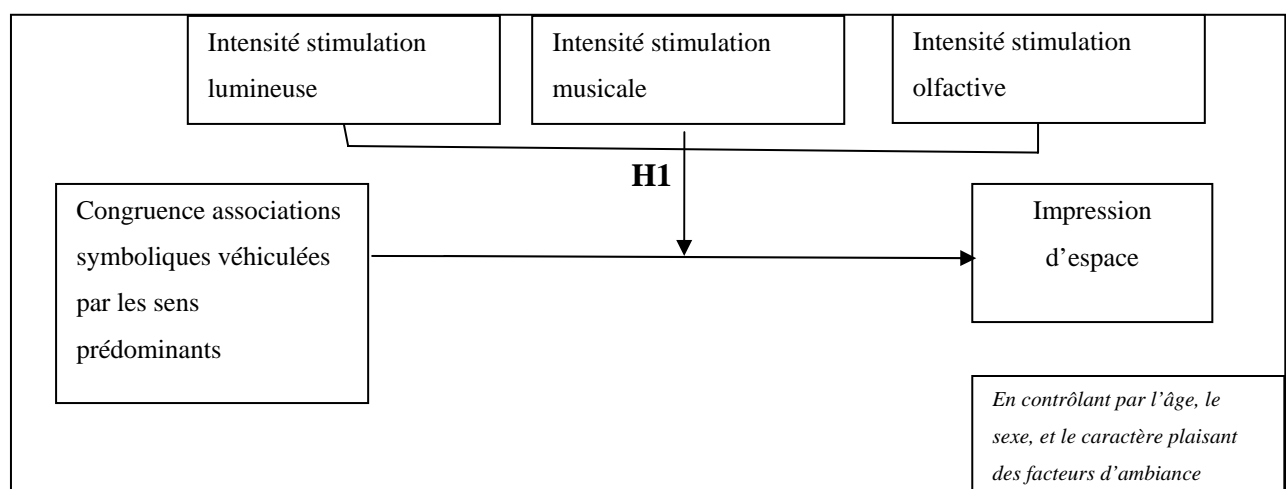 Intensité stimulation
lumineuse
Intensité stimulation
musicale
Intensité stimulation
olfactive
H1
Congruence associations
symboliques véhiculées
par les sens
prédominants
Impression
d’espace
En contrôlant par l’âge, le
sexe, et le caractère plaisant
des facteurs d’ambiance